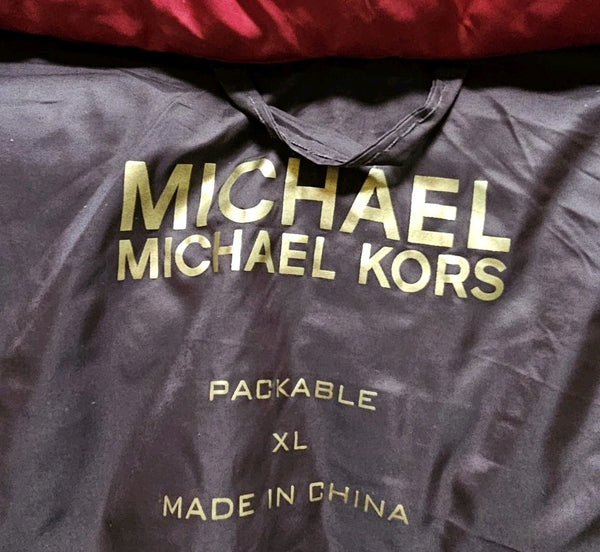 MICHAEL
MICHAEL KORS
PACKABLE
XL
MADE IN CHINA